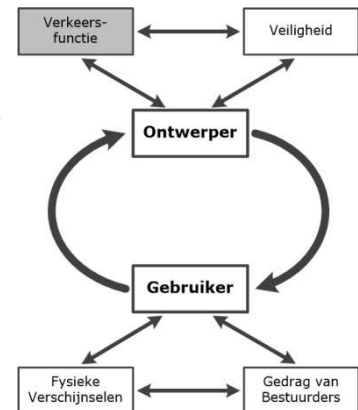 Verkeers-
functie
Veiligheid
Ontwerper
Gebruiker
Fysieke
Verschijnselen
Gedrag van
Bestuurders